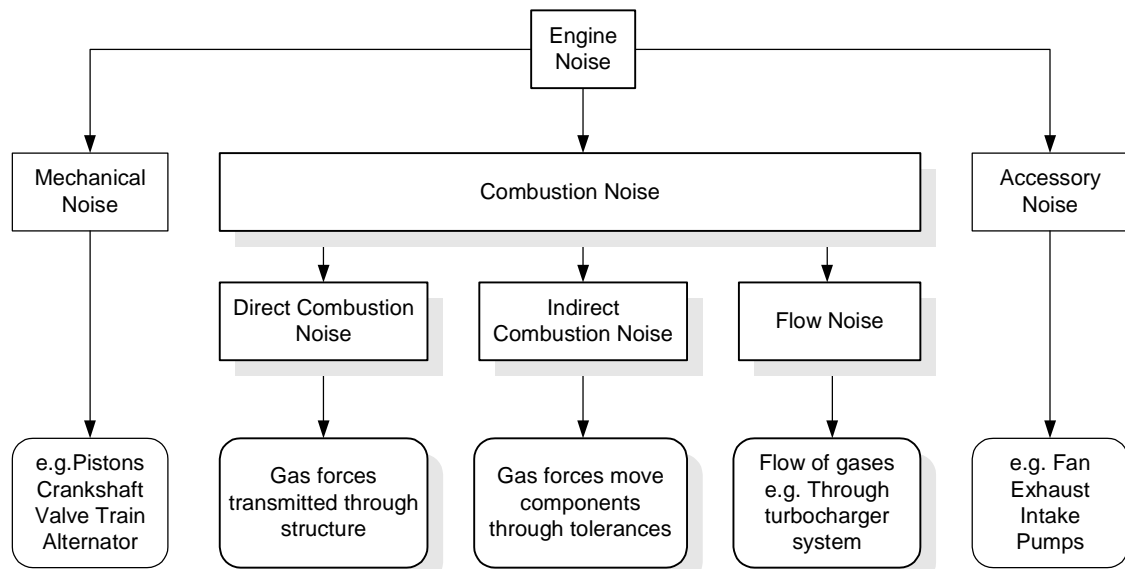 Engine
Noise
Mechanical
Noise
Combustion Noise
Accessory
Noise
Direct Combustion
Noise
Indirect
Combustion Noise
Flow Noise
e.g.Pistons
Crankshaft
Valve Train
Alternator
Gas forces
transmitted through
structure
Gas forces move
components
through tolerances
Flow of gases
e.g. Through
turbocharger
system
e.g. Fan
Exhaust
Intake
Pumps